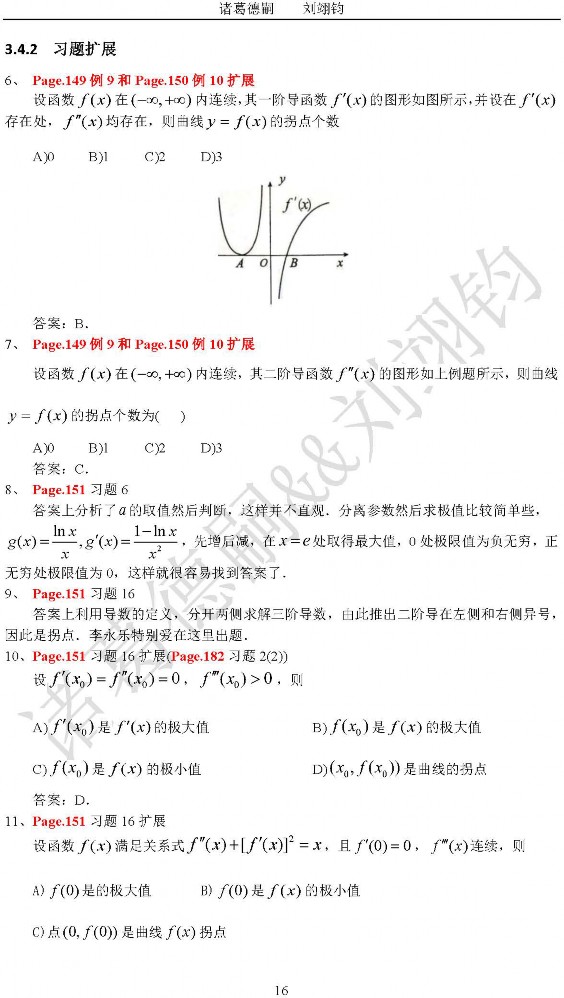 诸葛德嗣 刘翊钧
3.4.2 习题扩展
6、 Page.149 例 9 和 Page.150 例 10 扩展
设函数 f(x) 在 (−∞,+∞) 内连续,其一阶导函数 f′(x) 的图形如图所示,并设在 f′(x)
存在处, f″(x) 均存在，则曲线 y = f(x) 的拐点个数
A)0 B)1 C)2 D)3
y
f′(x)
A O B x
答案：B．
7、 Page.149 例 9 和 Page.150 例 10 扩展
设函数 f(x) 在 (−∞,+∞) 内连续，其二阶导函数 f″(x) 的图形如上例题所示，则曲线
y = f(x) 的拐点个数为( )
A)0 B)1 C)2 D)3
答案：C．
8、 Page.151 习题 6
答案上分析了 a 的取值然后判断，这样并不直观．分离参数然后求极值比较简单些，
g(x) = ln x / x , g′(x) = (1−ln x) / x² ，先增后减，在 x = e 处取得最大值，0 处极限值为负无穷，正
无穷处极限值为 0，这样就很容易找到答案了．
9、 Page.151 习题 16
答案上利用导数的定义，分开两侧求解三阶导数，由此推出二阶导在左侧和右侧异号，
因此是拐点．李永乐特别爱在这里出题．
10、Page.151 习题 16 扩展(Page.182 习题 2(2))
设 f′(x₀) = f″(x₀) = 0 ， f‴(x₀) > 0 ，则
A) f′(x₀) 是 f′(x) 的极大值 B) f(x₀) 是 f(x) 的极大值
C) f(x₀) 是 f(x) 的极小值 D) (x₀, f(x₀)) 是曲线的拐点
答案：D．
11、Page.151 习题 16 扩展
设函数 f(x) 满足关系式 f″(x)+[f′(x)]² = x ，且 f′(0) = 0 ， f‴(x) 连续，则
A) f(0) 是的极大值 B) f(0) 是 f(x) 的极小值
C) 点 (0, f(0)) 是曲线 f(x) 拐点
诸葛德嗣&&刘翊钧
16